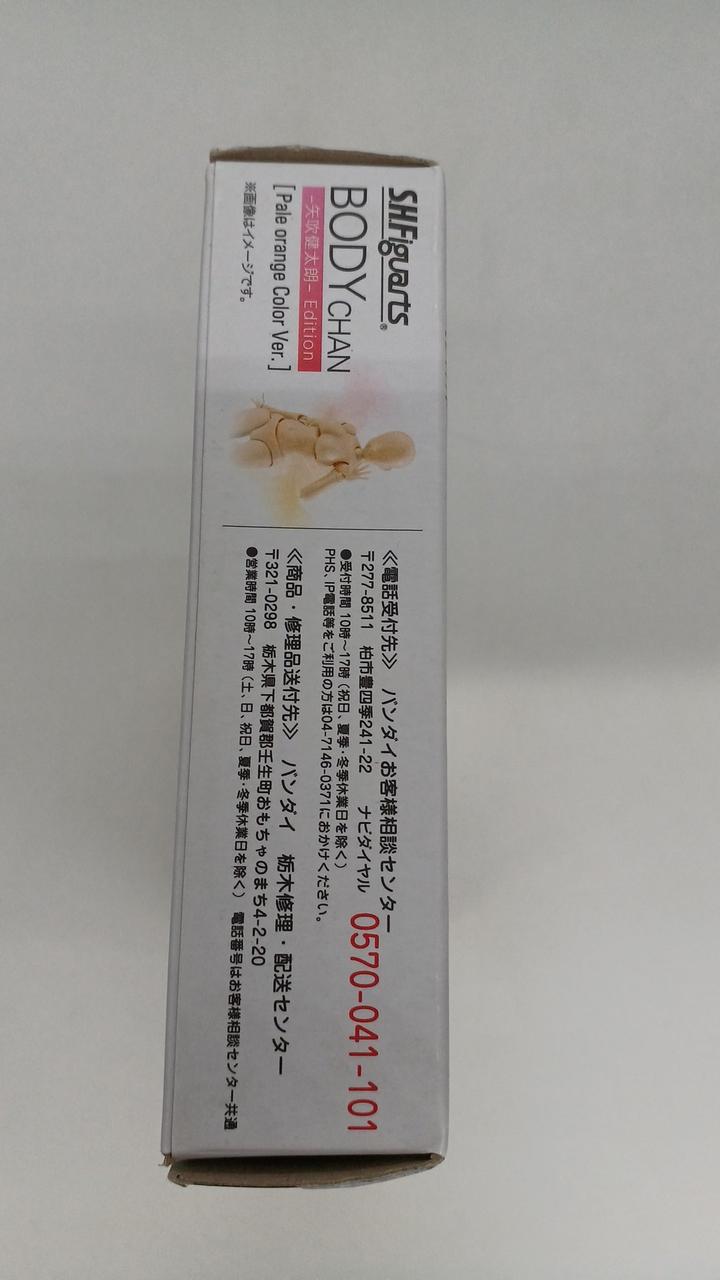 S.H.Figuarts®
BODY CHAN
-矢吹健太朗- Edition
[Pale orange Color Ver.]
※画像はイメージです。
≪電話受付先≫ バンダイお客様相談センター
〒277-8511 柏市豊四季241-22 ナビダイヤル 0570-041-101
●受付時間 10時～17時(祝日、夏季・冬季休業日を除く)
PHS、IP電話等をご利用の方は04-7146-0371におかけください。
≪商品・修理品送付先≫ バンダイ 栃木修理・配送センター
〒321-0298 栃木県下都賀郡壬生町おもちゃのまち4-2-20
●営業時間 10時～17時(土、日、祝日、夏季・冬季休業日を除く) 電話番号はお客様相談センター共通